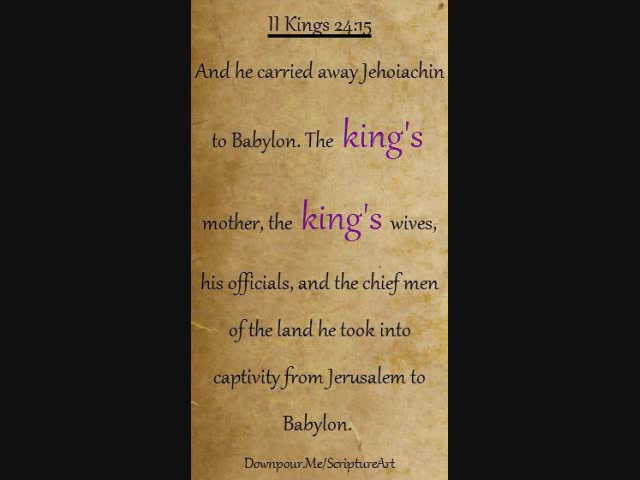 II Kings 24:15
And he carried away Jehoiachin
to Babylon. The king's
mother, the king's wives,
his officials, and the chief men
of the land he took into
captivity from Jerusalem to
Babylon.
Downpour.Me/ScriptureArt